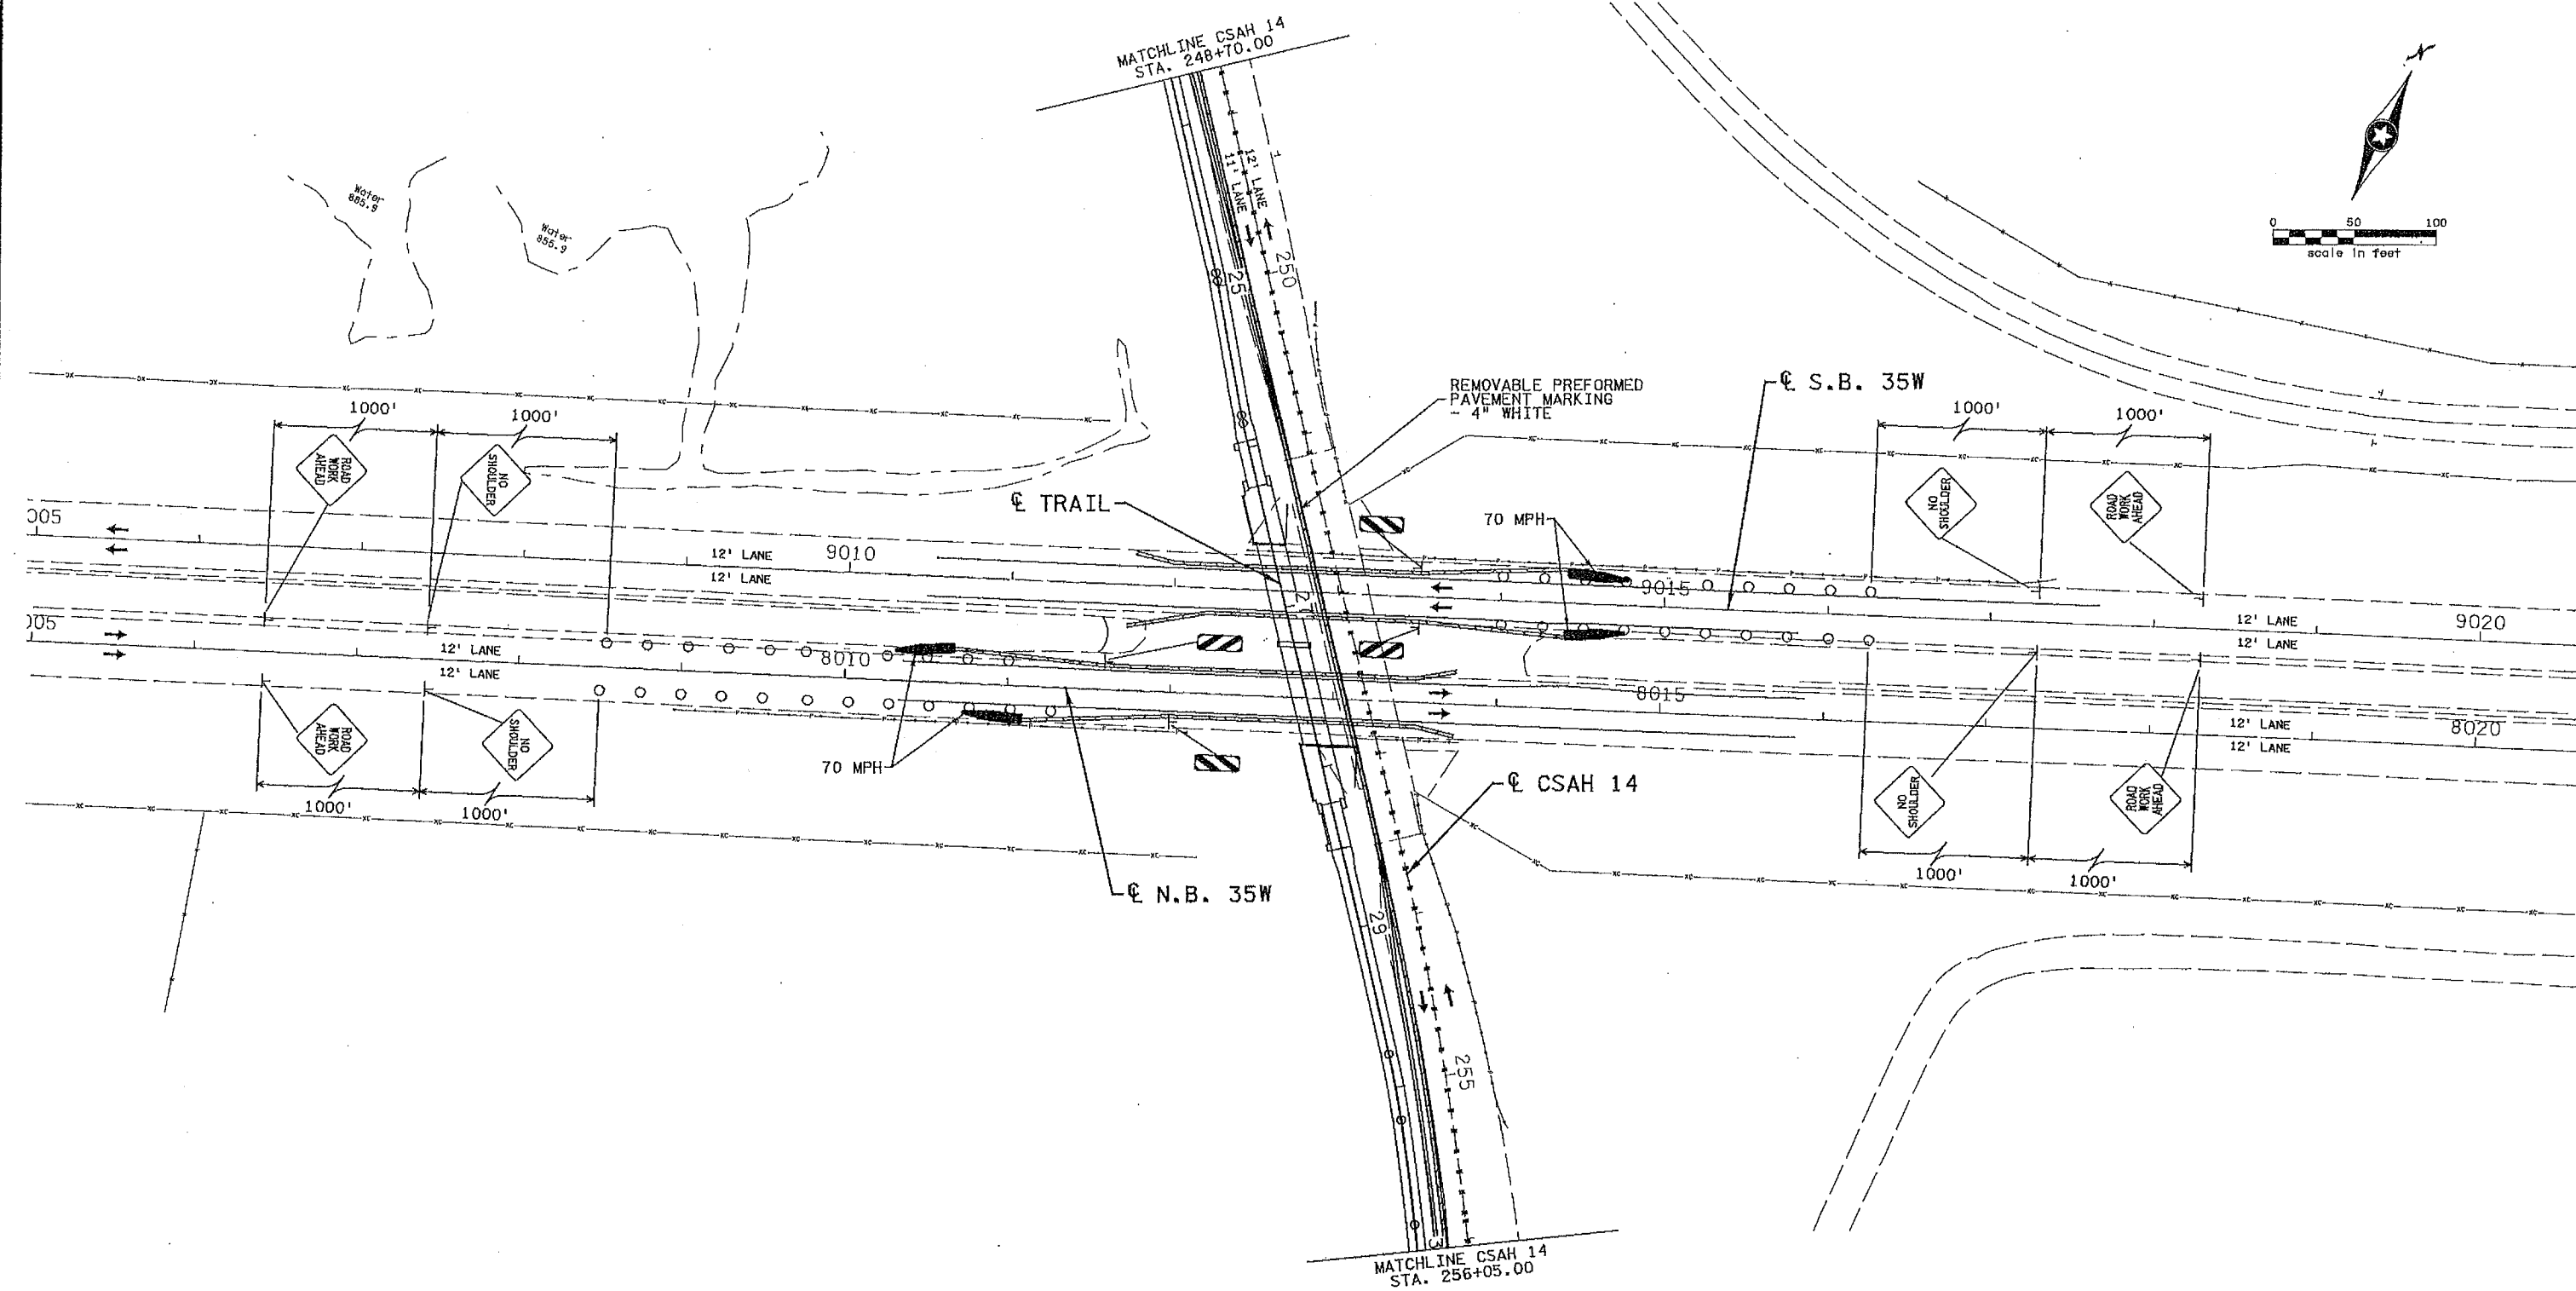 MATCHLINE CSAH 14
STA. 248+70.00
N
0 50 100
scale in feet
Water
885.9
Water
855.9
11' LANE
12' LANE
25
250
REMOVABLE PREFORMED
PAVEMENT MARKING
- 4" WHITE
℄ S.B. 35W
1000'
1000'
1000'
1000'
ROAD
WORK
AHEAD
NO
SHOULDER
NO
SHOULDER
ROAD
WORK
AHEAD
℄ TRAIL
70 MPH
005
12' LANE
12' LANE
9010
9015
12' LANE
12' LANE
9020
005
12' LANE
12' LANE
8010
8015
12' LANE
12' LANE
8020
ROAD
WORK
AHEAD
NO
SHOULDER
70 MPH
℄ CSAH 14
NO
SHOULDER
ROAD
WORK
AHEAD
1000'
1000'
1000'
1000'
℄ N.B. 35W
29
255
3
MATCHLINE CSAH 14
STA. 256+05.00